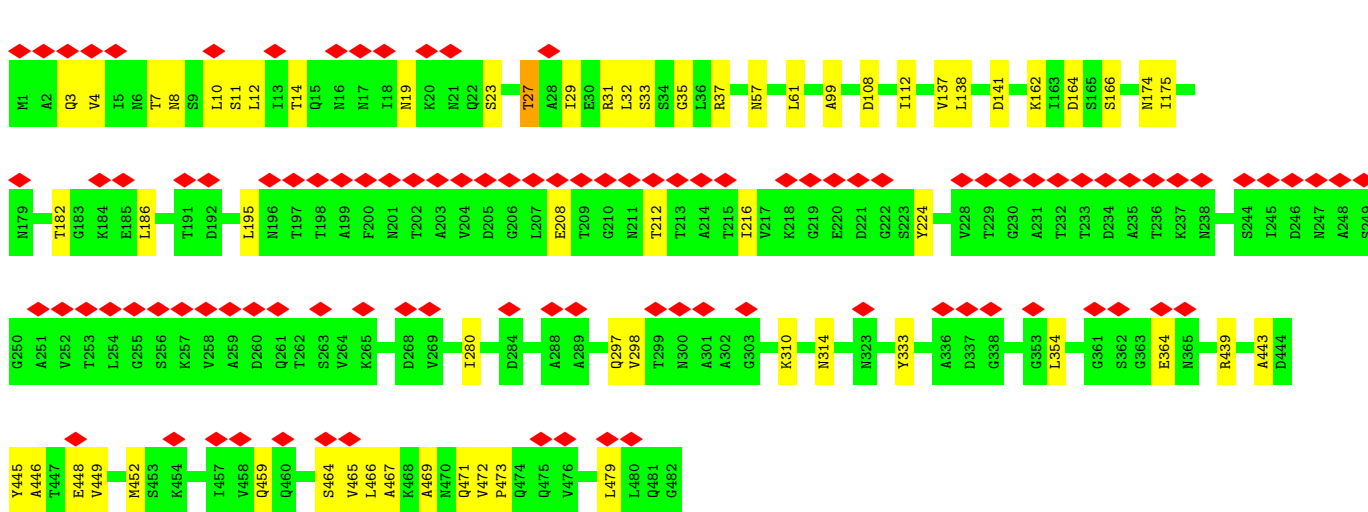 M1 A2 Q3 V4 I5 N6 T7 N8 S9 L10 S11 L12 I13 T14 Q15 N16 N17 I18 N19 K20 N21 Q22 S23 T27 A28 I29 E30 R31 L32 S33 S34 G35 L36 R37 N57 L61 A99 D108 I112 V137 L138 D141 K162 I163 D164 S165 S166 N174 I175
N179 T182 G183 K184 E185 L186 T191 D192 L195 N196 T197 T198 A199 F200 N201 T202 A203 V204 D205 G206 L207 E208 T209 G210 N211 T212 T213 A214 T215 I216 V217 K218 G219 E220 D221 G222 S223 Y224 V228 T229 G230 A231 T232 T233 D234 A235 T236 K237 N238 S244 I245 D246 N247 A248 S249
G250 A251 V252 T253 L254 G255 S256 K257 V258 A259 D260 Q261 T262 S263 V264 K265 D268 V269 I280 D284 A288 A289 Q297 V298 T299 N300 A301 A302 G303 K310 N314 N323 Y333 A336 D337 G338 G353 L354 G361 S362 G363 E364 N365 R439 A443 D444
Y445 A446 T447 E448 V449 M452 S453 K454 I457 V458 Q459 Q460 S464 V465 L466 A467 K468 A469 N470 Q471 V472 P473 Q474 Q475 V476 L479 L480 Q481 G482